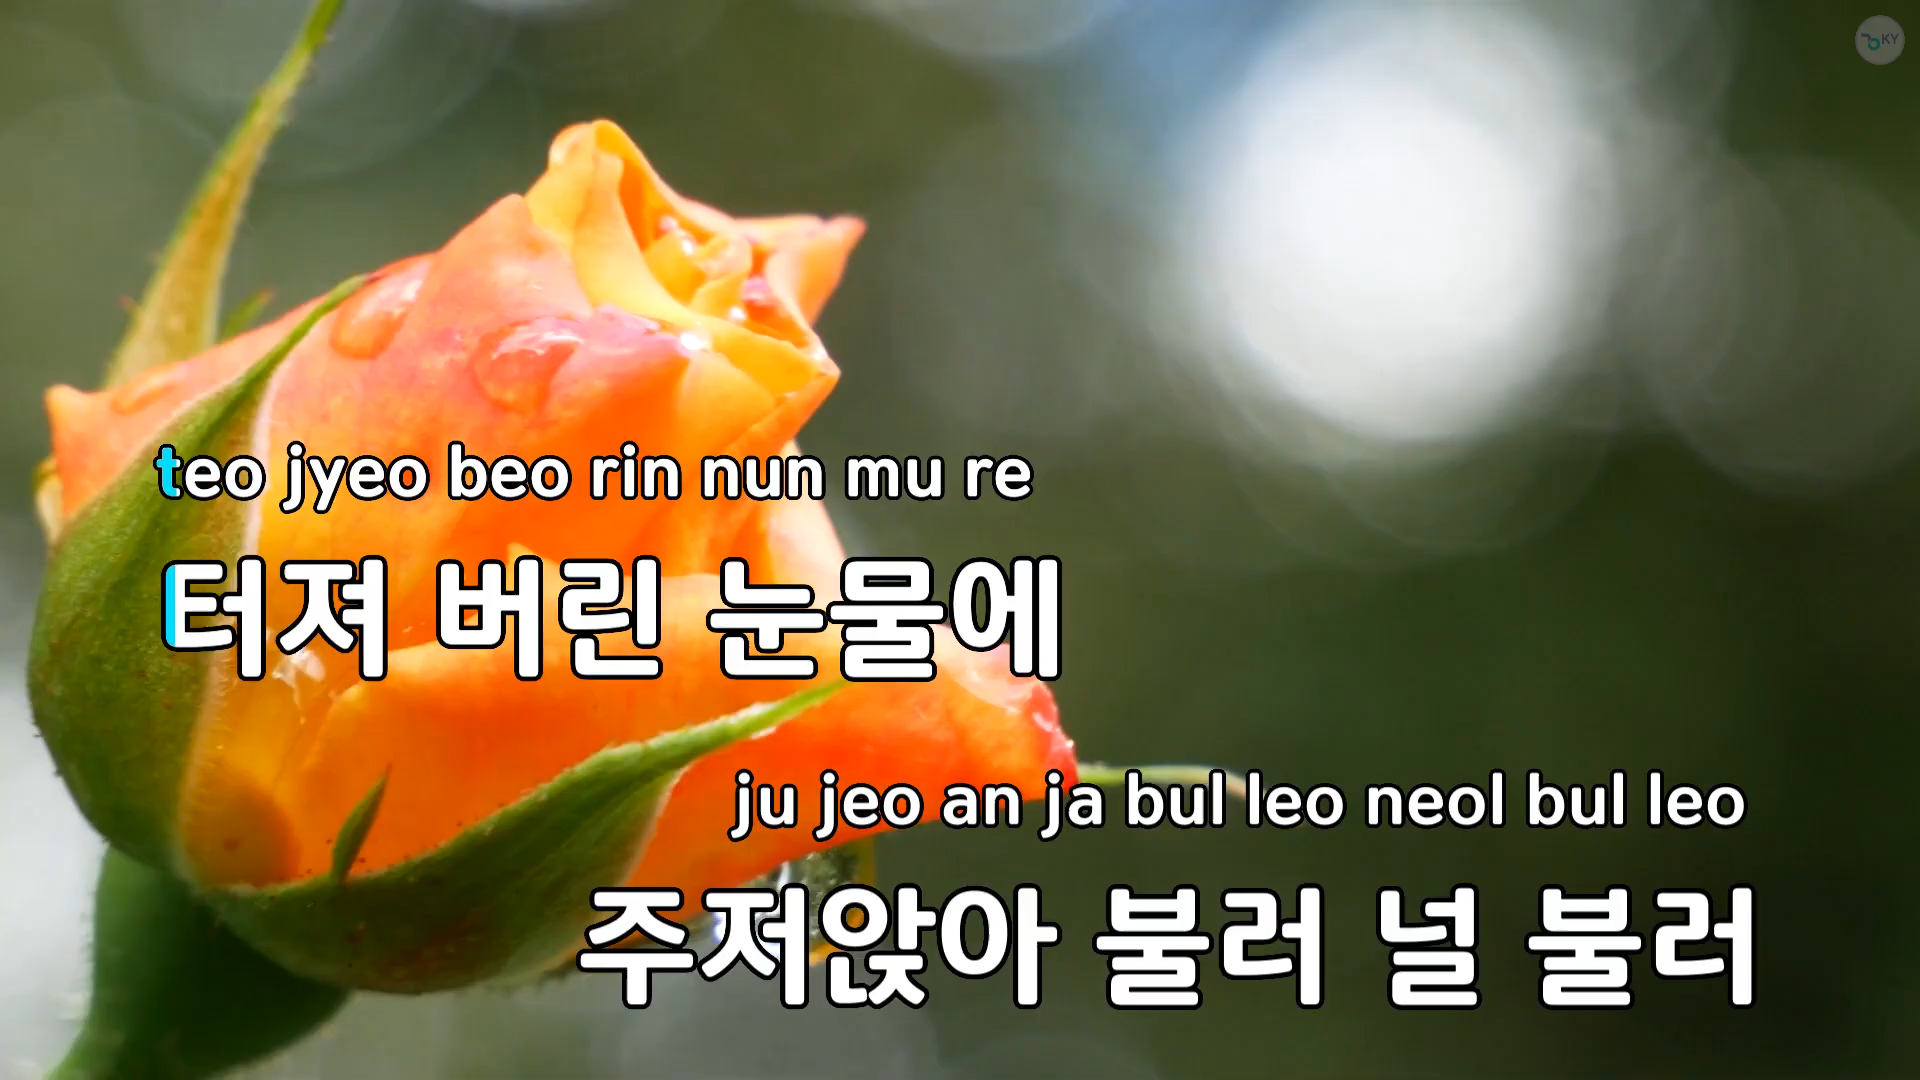 KY
teo jyeo beo rin nun mu re
터져 버린 눈물에
ju jeo an ja bul leo neol bul leo
주저앉아 불러 널 불러